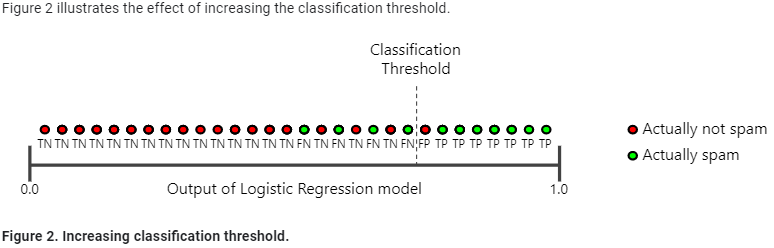 Figure 2 illustrates the effect of increasing the classification threshold.
Classification
Threshold
Actually not spam
TN TN TN TN TN TN TN TN TN TN TN TN TN TN TN FN TN FN TN FN TN FN FP TP TP TP TP TP TP TP
Actually spam
0.0 Output of Logistic Regression model 1.0
Figure 2. Increasing classification threshold.